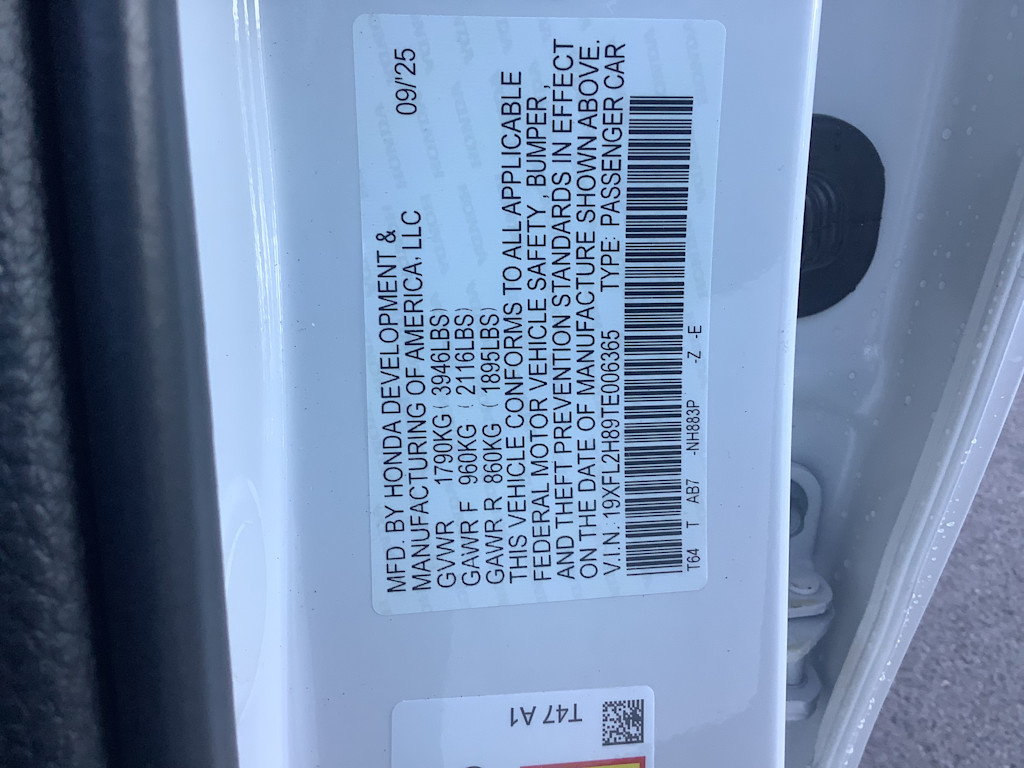 MFD. BY HONDA DEVELOPMENT & 09/'25
MANUFACTURING OF AMERICA, LLC
GVWR 1790KG ( 3946LBS)
GAWR F 960KG ( 2116LBS)
GAWR R 860KG ( 1895LBS)
THIS VEHICLE CONFORMS TO ALL APPLICABLE
FEDERAL MOTOR VEHICLE SAFETY , BUMPER ,
AND THEFT PREVENTION STANDARDS IN EFFECT
ON THE DATE OF MANUFACTURE SHOWN ABOVE.
V.I.N.: 19XFL2H89TE006365 TYPE: PASSENGER CAR
T64 T AB7 -NH883P -Z -E
T47 A1